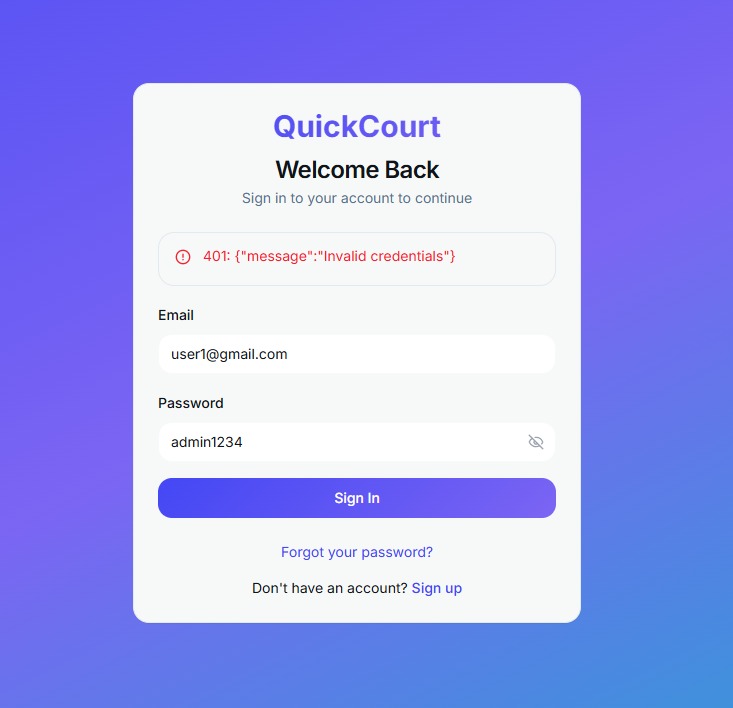 QuickCourt
Welcome Back
Sign in to your account to continue
401: {"message":"Invalid credentials"}
Email
user1@gmail.com
Password
admin1234
Sign In
Forgot your password?
Don't have an account? Sign up